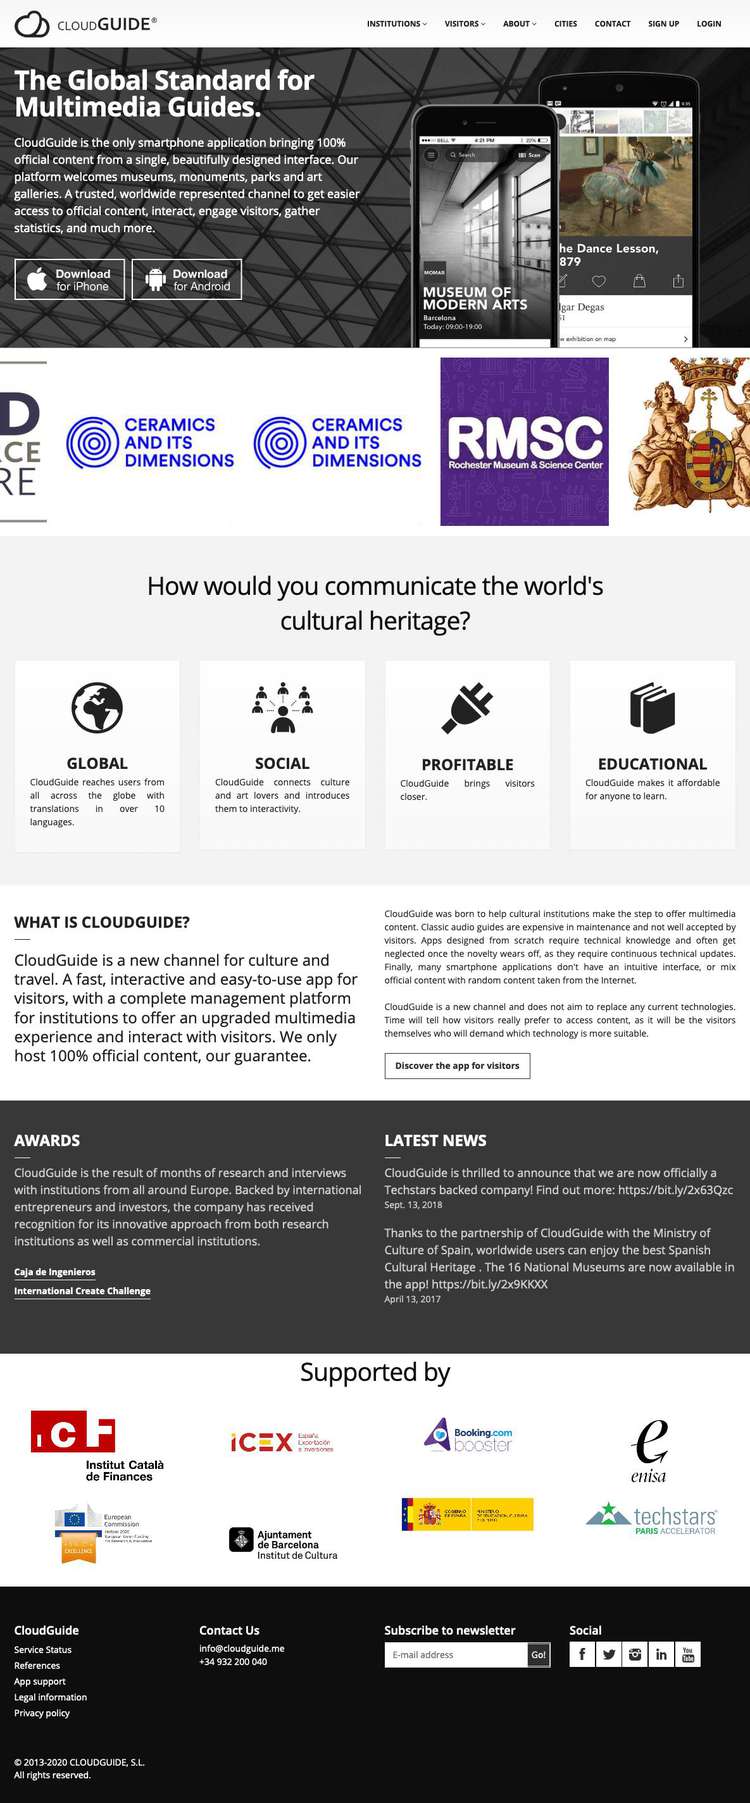 CLOUDGUIDE®
INSTITUTIONS
VISITORS
ABOUT
CITIES
CONTACT
SIGN UP
LOGIN
The Global Standard for
Multimedia Guides.
CloudGuide is the only smartphone application bringing 100%
official content from a single, beautifully designed interface. Our
platform welcomes museums, monuments, parks and art
galleries. A trusted, worldwide represented channel to get easier
access to official content, interact, engage visitors, gather
statistics, and much more.
Download
for iPhone
Download
for Android
BELL
4:21 PM
22%
Search
Scan
MOMAB
MUSEUM OF
MODERN ARTS
Barcelona
Today: 09:00-19:00
he Dance Lesson,
879
lgar Degas
ST
w exhibition on map
D
ACE
RE
CERAMICS
AND ITS
DIMENSIONS
CERAMICS
AND ITS
DIMENSIONS
RMSC
Rochester Museum & Science Center
How would you communicate the world's
cultural heritage?
GLOBAL
CloudGuide reaches users from
all across the globe with
translations in over 10
languages.
SOCIAL
CloudGuide connects culture
and art lovers and introduces
them to interactivity.
PROFITABLE
CloudGuide brings visitors
closer.
EDUCATIONAL
CloudGuide makes it affordable
for anyone to learn.
WHAT IS CLOUDGUIDE?
CloudGuide is a new channel for culture and
travel. A fast, interactive and easy-to-use app for
visitors, with a complete management platform
for institutions to offer an upgraded multimedia
experience and interact with visitors. We only
host 100% official content, our guarantee.
CloudGuide was born to help cultural institutions make the step to offer multimedia
content. Classic audio guides are expensive in maintenance and not well accepted by
visitors. Apps designed from scratch require technical knowledge and often get
neglected once the novelty wears off, as they require continuous technical updates.
Finally, many smartphone applications don't have an intuitive interface, or mix
official content with random content taken from the Internet.
CloudGuide is a new channel and does not aim to replace any current technologies.
Time will tell how visitors really prefer to access content, as it will be the visitors
themselves who will demand which technology is more suitable.
Discover the app for visitors
AWARDS
CloudGuide is the result of months of research and interviews
with institutions from all around Europe. Backed by international
entrepreneurs and investors, the company has received
recognition for its innovative approach from both research
institutions as well as commercial institutions.
Caja de Ingenieros
International Create Challenge
LATEST NEWS
CloudGuide is thrilled to announce that we are now officially a
Techstars backed company! Find out more: https://bit.ly/2x63Qzc
Sept. 13, 2018
Thanks to the partnership of CloudGuide with the Ministry of
Culture of Spain, worldwide users can enjoy the best Spanish
Cultural Heritage . The 16 National Museums are now available in
the app! https://bit.ly/2x9KKXX
April 13, 2017
Supported by
ICF
Institut Català
de Finances
icex
España
Exportación
e Inversiones
Booking.com
booster
e
enisa
European
Commission
EXCELLENCE
Ajuntament
de Barcelona
Institut de Cultura
GOBIERNO
DE ESPAÑA
MINISTERIO
techstars
PARIS ACCELERATOR
CloudGuide
Service Status
References
App support
Legal information
Privacy policy
Contact Us
info@cloudguide.me
+34 932 200 040
Subscribe to newsletter
E-mail address
Go!
Social
You
Tube
© 2013-2020 CLOUDGUIDE, S.L.
All rights reserved.